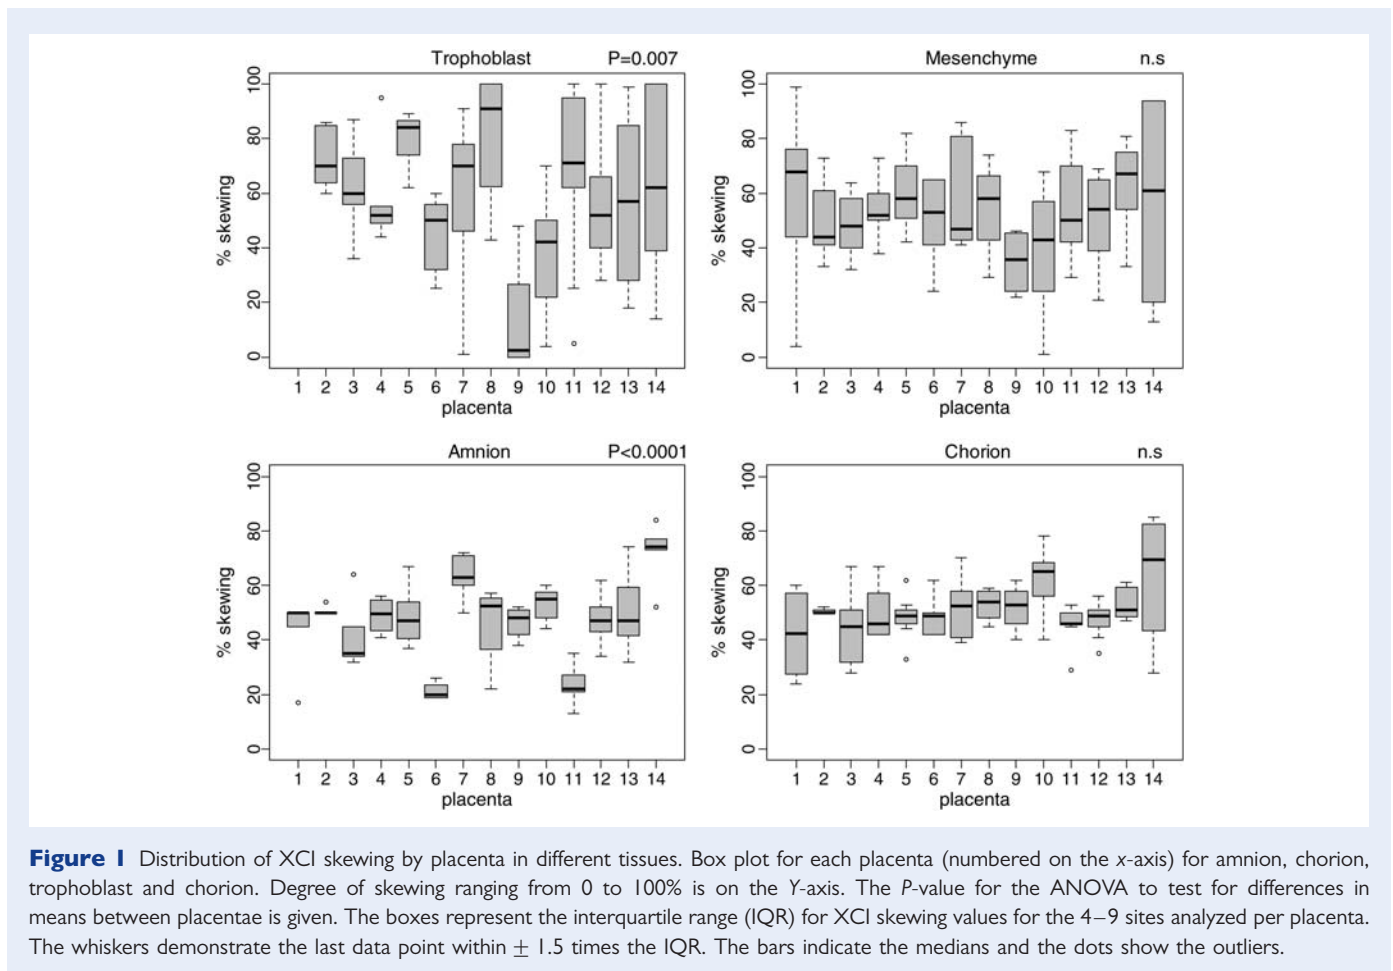 Trophoblast P=0.007
100
80
60
40
20
0
% skewing
1 2 3 4 5 6 7 8 9 10 11 12 13 14
placenta
Mesenchyme n.s
100
80
60
40
20
0
% skewing
1 2 3 4 5 6 7 8 9 10 11 12 13 14
placenta
Amnion P<0.0001
100
80
60
40
20
0
% skewing
1 2 3 4 5 6 7 8 9 10 11 12 13 14
placenta
Chorion n.s
100
80
60
40
20
0
% skewing
1 2 3 4 5 6 7 8 9 10 11 12 13 14
placenta
Figure 1 Distribution of XCI skewing by placenta in different tissues. Box plot for each placenta (numbered on the x-axis) for amnion, chorion,
trophoblast and chorion. Degree of skewing ranging from 0 to 100% is on the Y-axis. The P-value for the ANOVA to test for differences in
means between placentae is given. The boxes represent the interquartile range (IQR) for XCI skewing values for the 4–9 sites analyzed per placenta.
The whiskers demonstrate the last data point within ± 1.5 times the IQR. The bars indicate the medians and the dots show the outliers.